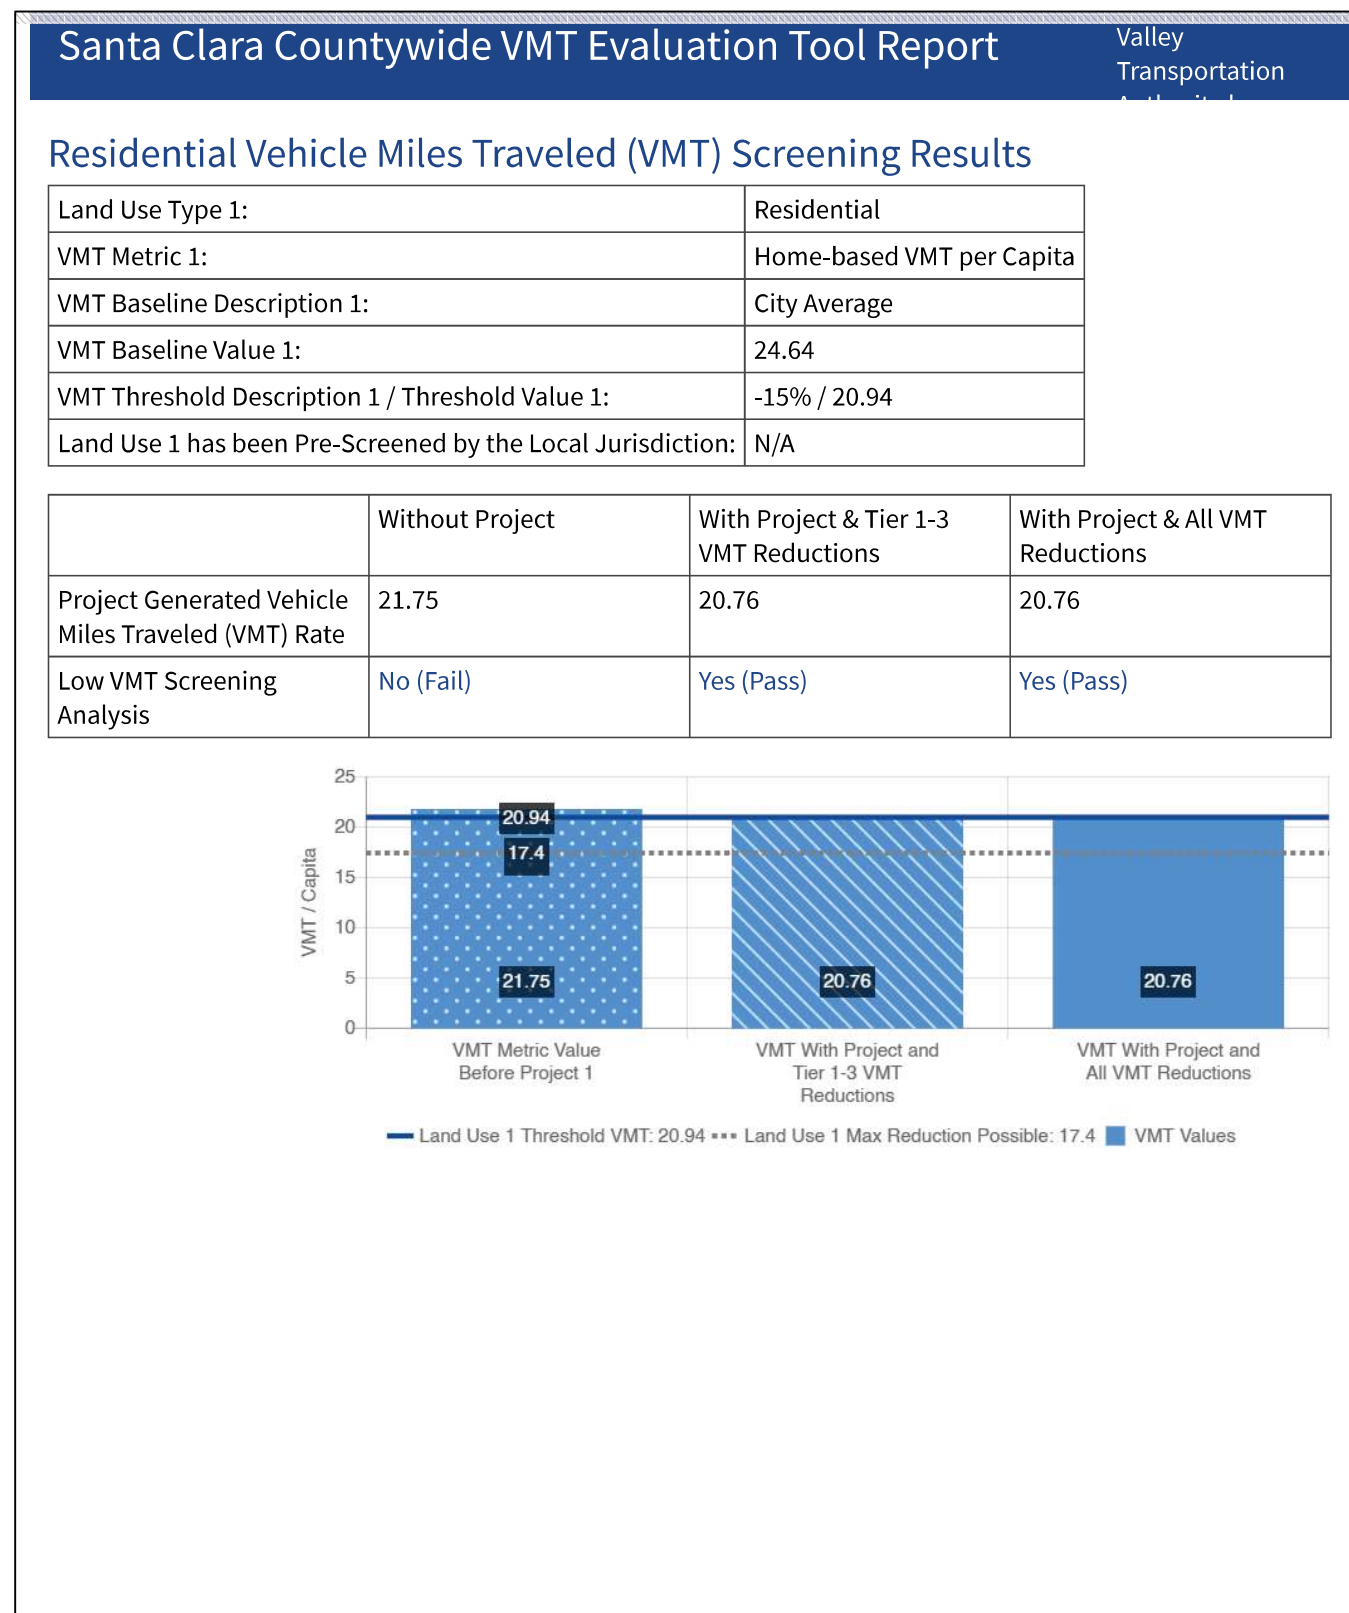 Santa Clara Countywide VMT Evaluation Tool Report
Valley
Transportation
Residential Vehicle Miles Traveled (VMT) Screening Results
Land Use Type 1: Residential
VMT Metric 1: Home-based VMT per Capita
VMT Baseline Description 1: City Average
VMT Baseline Value 1: 24.64
VMT Threshold Description 1 / Threshold Value 1: -15% / 20.94
Land Use 1 has been Pre-Screened by the Local Jurisdiction: N/A
Without Project
With Project & Tier 1-3
VMT Reductions
With Project & All VMT
Reductions
Project Generated Vehicle
Miles Traveled (VMT) Rate
21.75
20.76
20.76
Low VMT Screening
Analysis
No (Fail)
Yes (Pass)
Yes (Pass)
VMT / Capita
25
20
15
10
5
0
20.94
17.4
21.75
20.76
20.76
VMT Metric Value
Before Project 1
VMT With Project and
Tier 1-3 VMT
Reductions
VMT With Project and
All VMT Reductions
Land Use 1 Threshold VMT: 20.94 Land Use 1 Max Reduction Possible: 17.4 VMT Values